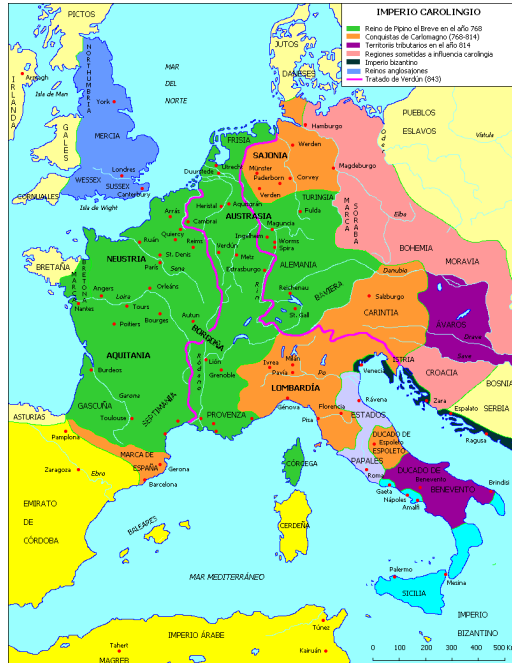 IMPERIO CAROLINGIO
Reino de Pipino el Breve en el año 768
Conquistas de Carlomagno (768-814)
Territoris tributarios en el año 814
Regiones sometidas a influencia carolingia
Imperio bizantino
Reinos anglosajones
Tratado de Verdún (843)
PICTOS
JUTOS
DANESES
MAR
DEL
NORTE
IRLANDA
Armagh
Isla de Man
NORTHUMBRIA
York
GALES
MERCIA
WESSEX
Londres
SUSSEX
Canterbury
CORNUALLES
Isla de Wight
PUEBLOS
ESLAVOS
Vístula
Oder
Hamburgo
FRISIA
SAJONIA
Werden
Utrech
Duurstede
Münster
Paderborn
Corvey
Verden
Magdeburgo
MARCA
SORABA
Elba
TURINGIA
Fulda
Heristal
Aquisgrán
AUSTRASIA
Arrás
Cambral
Maguncia
Quiercy
Ingelheim
Worms
Spira
Ruán
Reims
St. Denis
Verdún
Metz
NEUSTRIA
París
Sena
Estrasburgo
ALEMANIA
BOHEMIA
MORAVIA
Danubio
BRETAÑA
MARCA
BRETONA
Angers
Loira
Orleáns
Nantes
Tours
Bourges
Poitiers
Autun
BORGOÑA
Rin
Reichenau
St. Gall
BAVIERA
Salzburgo
CARINTIA
ÁVAROS
Drava
Save
AQUITANIA
Burdeos
Garona
GASCUÑA
Toulouse
SEPTIMANIA
Lión
Grenoble
Ródano
PROVENZA
Ivrea
Milán
Pavía
Po
LOMBARDÍA
Génova
Venecia
ISTRIA
CROACIA
BOSNIA
SERBIA
Zara
Espalato
Ragusa
Rávena
Florencia
Pisa
ESTADOS
PAPALES
DUCADO DE
Espoleto
ESPOLETO
Roma
DUCADO DE
Benevento
BENEVENTO
Gaeta
Nápoles
Amalfi
Brindisi
ASTURIAS
Pamplona
Zaragoza
Ebro
MARCA DE
ESPAÑA
Gerona
Barcelona
EMIRATO
DE
CÓRDOBA
BALEARES
CÓRCEGA
CERDEÑA
MAR MEDITERRÁNEO
Palermo
Mesina
SICILIA
IMPERIO
BIZANTINO
IMPERIO ÁRABE
Túnez
Kairuán
Tahert
MAGREB
0 100 200 300 400 500 Km